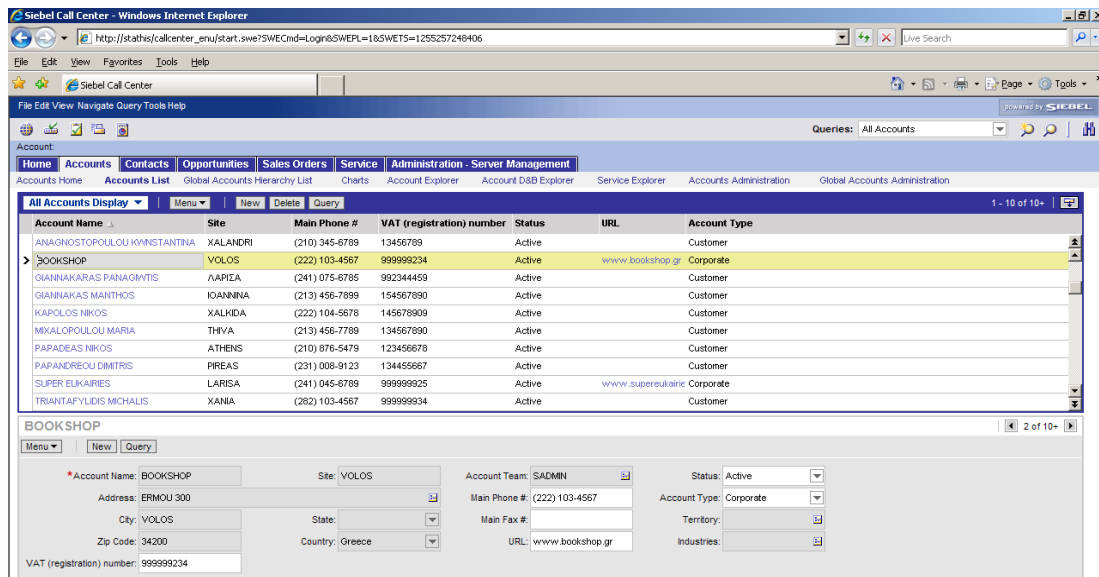 Siebel Call Center - Windows Internet Explorer
http://stathis/callcenter_enu/start.swe?SWECmd=Login&SWEPL=1&SWETS=1255257248406
Live Search
File Edit View Favorites Tools Help
Siebel Call Center
Page Tools
File Edit View Navigate Query Tools Help
powered by SIEBEL.
Queries: All Accounts
Account:
Home Accounts Contacts Opportunities Sales Orders Service Administration - Server Management
Accounts Home Accounts List Global Accounts Hierarchy List Charts Account Explorer Account D&B Explorer Service Explorer Accounts Administration Global Accounts Administration
All Accounts Display Menu New Delete Query 1 - 10 of 10+
Account Name Site Main Phone # VAT (registration) number Status URL Account Type
ANAGNOSTOPOULOU KWNSTANTINA XALANDRI (210) 345-6789 13456789 Active Customer
BOOKSHOP VOLOS (222) 103-4567 999999234 Active www.bookshop.gr Corporate
GIANNAKARAS PANAGIWTIS ΛΑΡΙΣΑ (241) 075-6785 992344459 Active Customer
GIANNAKAS MANTHOS IOANNINA (213) 456-7899 154567890 Active Customer
KAPOLOS NIKOS XALKIDA (222) 104-5678 145678909 Active Customer
MIXALOPOULOU MARIA THIVA (213) 456-7789 134567890 Active Customer
PAPADEAS NIKOS ATHENS (210) 876-5479 123456678 Active Customer
PAPANDREOU DIMITRIS PIREAS (231) 008-9123 134455667 Active Customer
SUPER EUKAIRIES LARISA (241) 045-6789 999999925 Active www.supereukairie Corporate
TRIANTAFYLIDIS MICHALIS XANIA (282) 103-4567 999999934 Active Customer
BOOKSHOP 2 of 10+
Menu New Query
*Account Name: BOOKSHOP Site: VOLOS Account Team: SADMIN Status: Active
Address: ERMOU 300 Main Phone #: (222) 103-4567 Account Type: Corporate
City: VOLOS State: Main Fax #: Territory:
Zip Code: 34200 Country: Greece URL: www.bookshop.gr Industries:
VAT (registration) number: 999999234